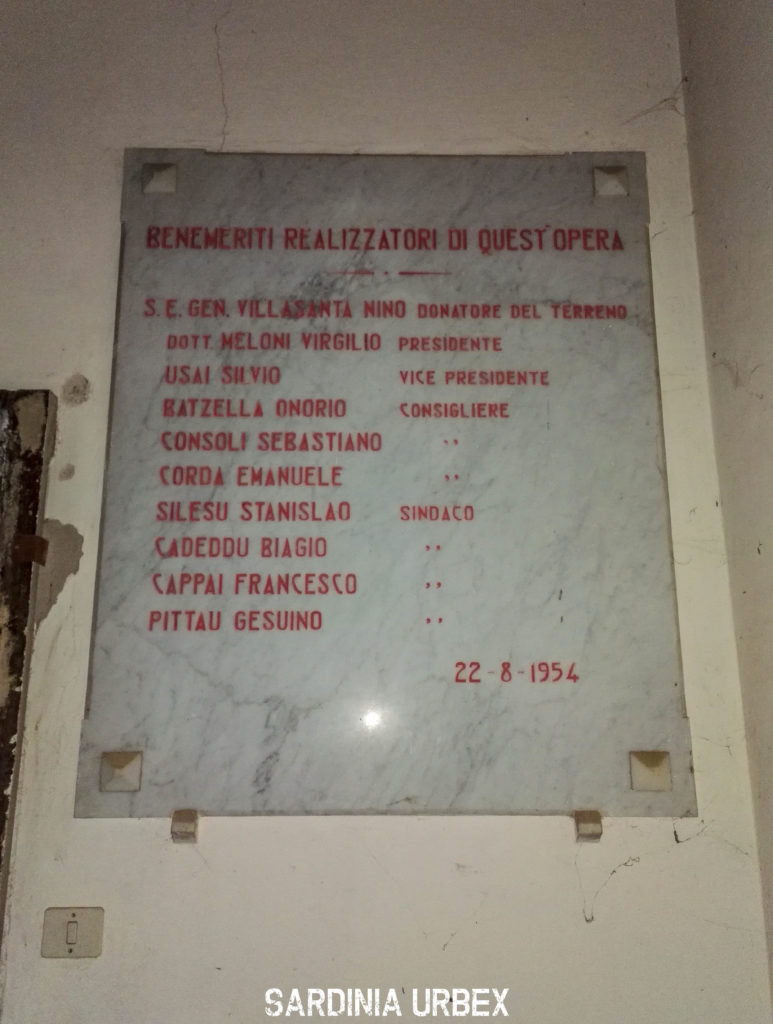 BENEMERITI REALIZZATORI DI QUEST'OPERA
S.E. GEN. VILLASANTA NINO DONATORE DEL TERRENO
DOTT. MELONI VIRGILIO PRESIDENTE
USAI SILVIO VICE PRESIDENTE
BATZELLA ONORIO CONSIGLIERE
CONSOLI SEBASTIANO ,,
CORDA EMANUELE ,,
SILESU STANISLAO SINDACO
CADEDDU BIAGIO ,,
CAPPAI FRANCESCO ,,
PITTAU GESUINO ,,
22-8-1954
SARDINIA URBEX